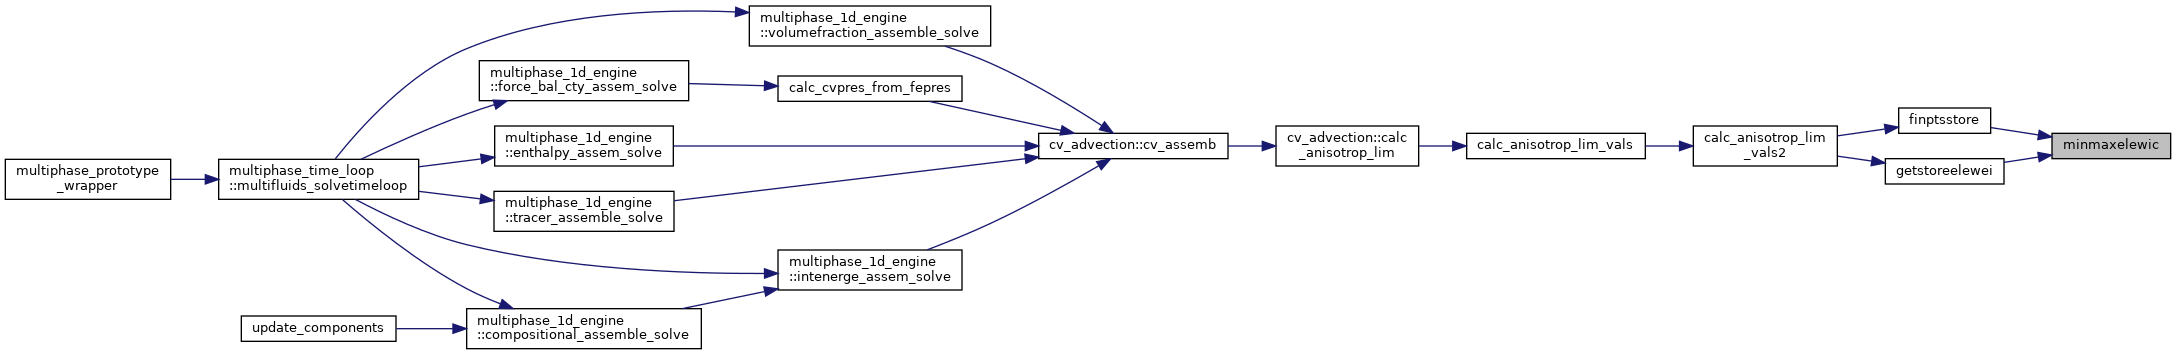 multiphase_1d_engine
::volumefraction_assemble_solve
multiphase_1d_engine
::force_bal_cty_assem_solve
calc_cvpres_from_fepres
finptsstore
multiphase_1d_engine
::enthalpy_assem_solve
cv_advection::cv_assemb
cv_advection::calc
_anisotrop_lim
calc_anisotrop_lim_vals
calc_anisotrop_lim
_vals2
minmaxelewic
multiphase_prototype
_wrapper
multiphase_time_loop
::multifluids_solvetimeloop
getstoreelewei
multiphase_1d_engine
::tracer_assemble_solve
multiphase_1d_engine
::intenerge_assem_solve
update_components
multiphase_1d_engine
::compositional_assemble_solve